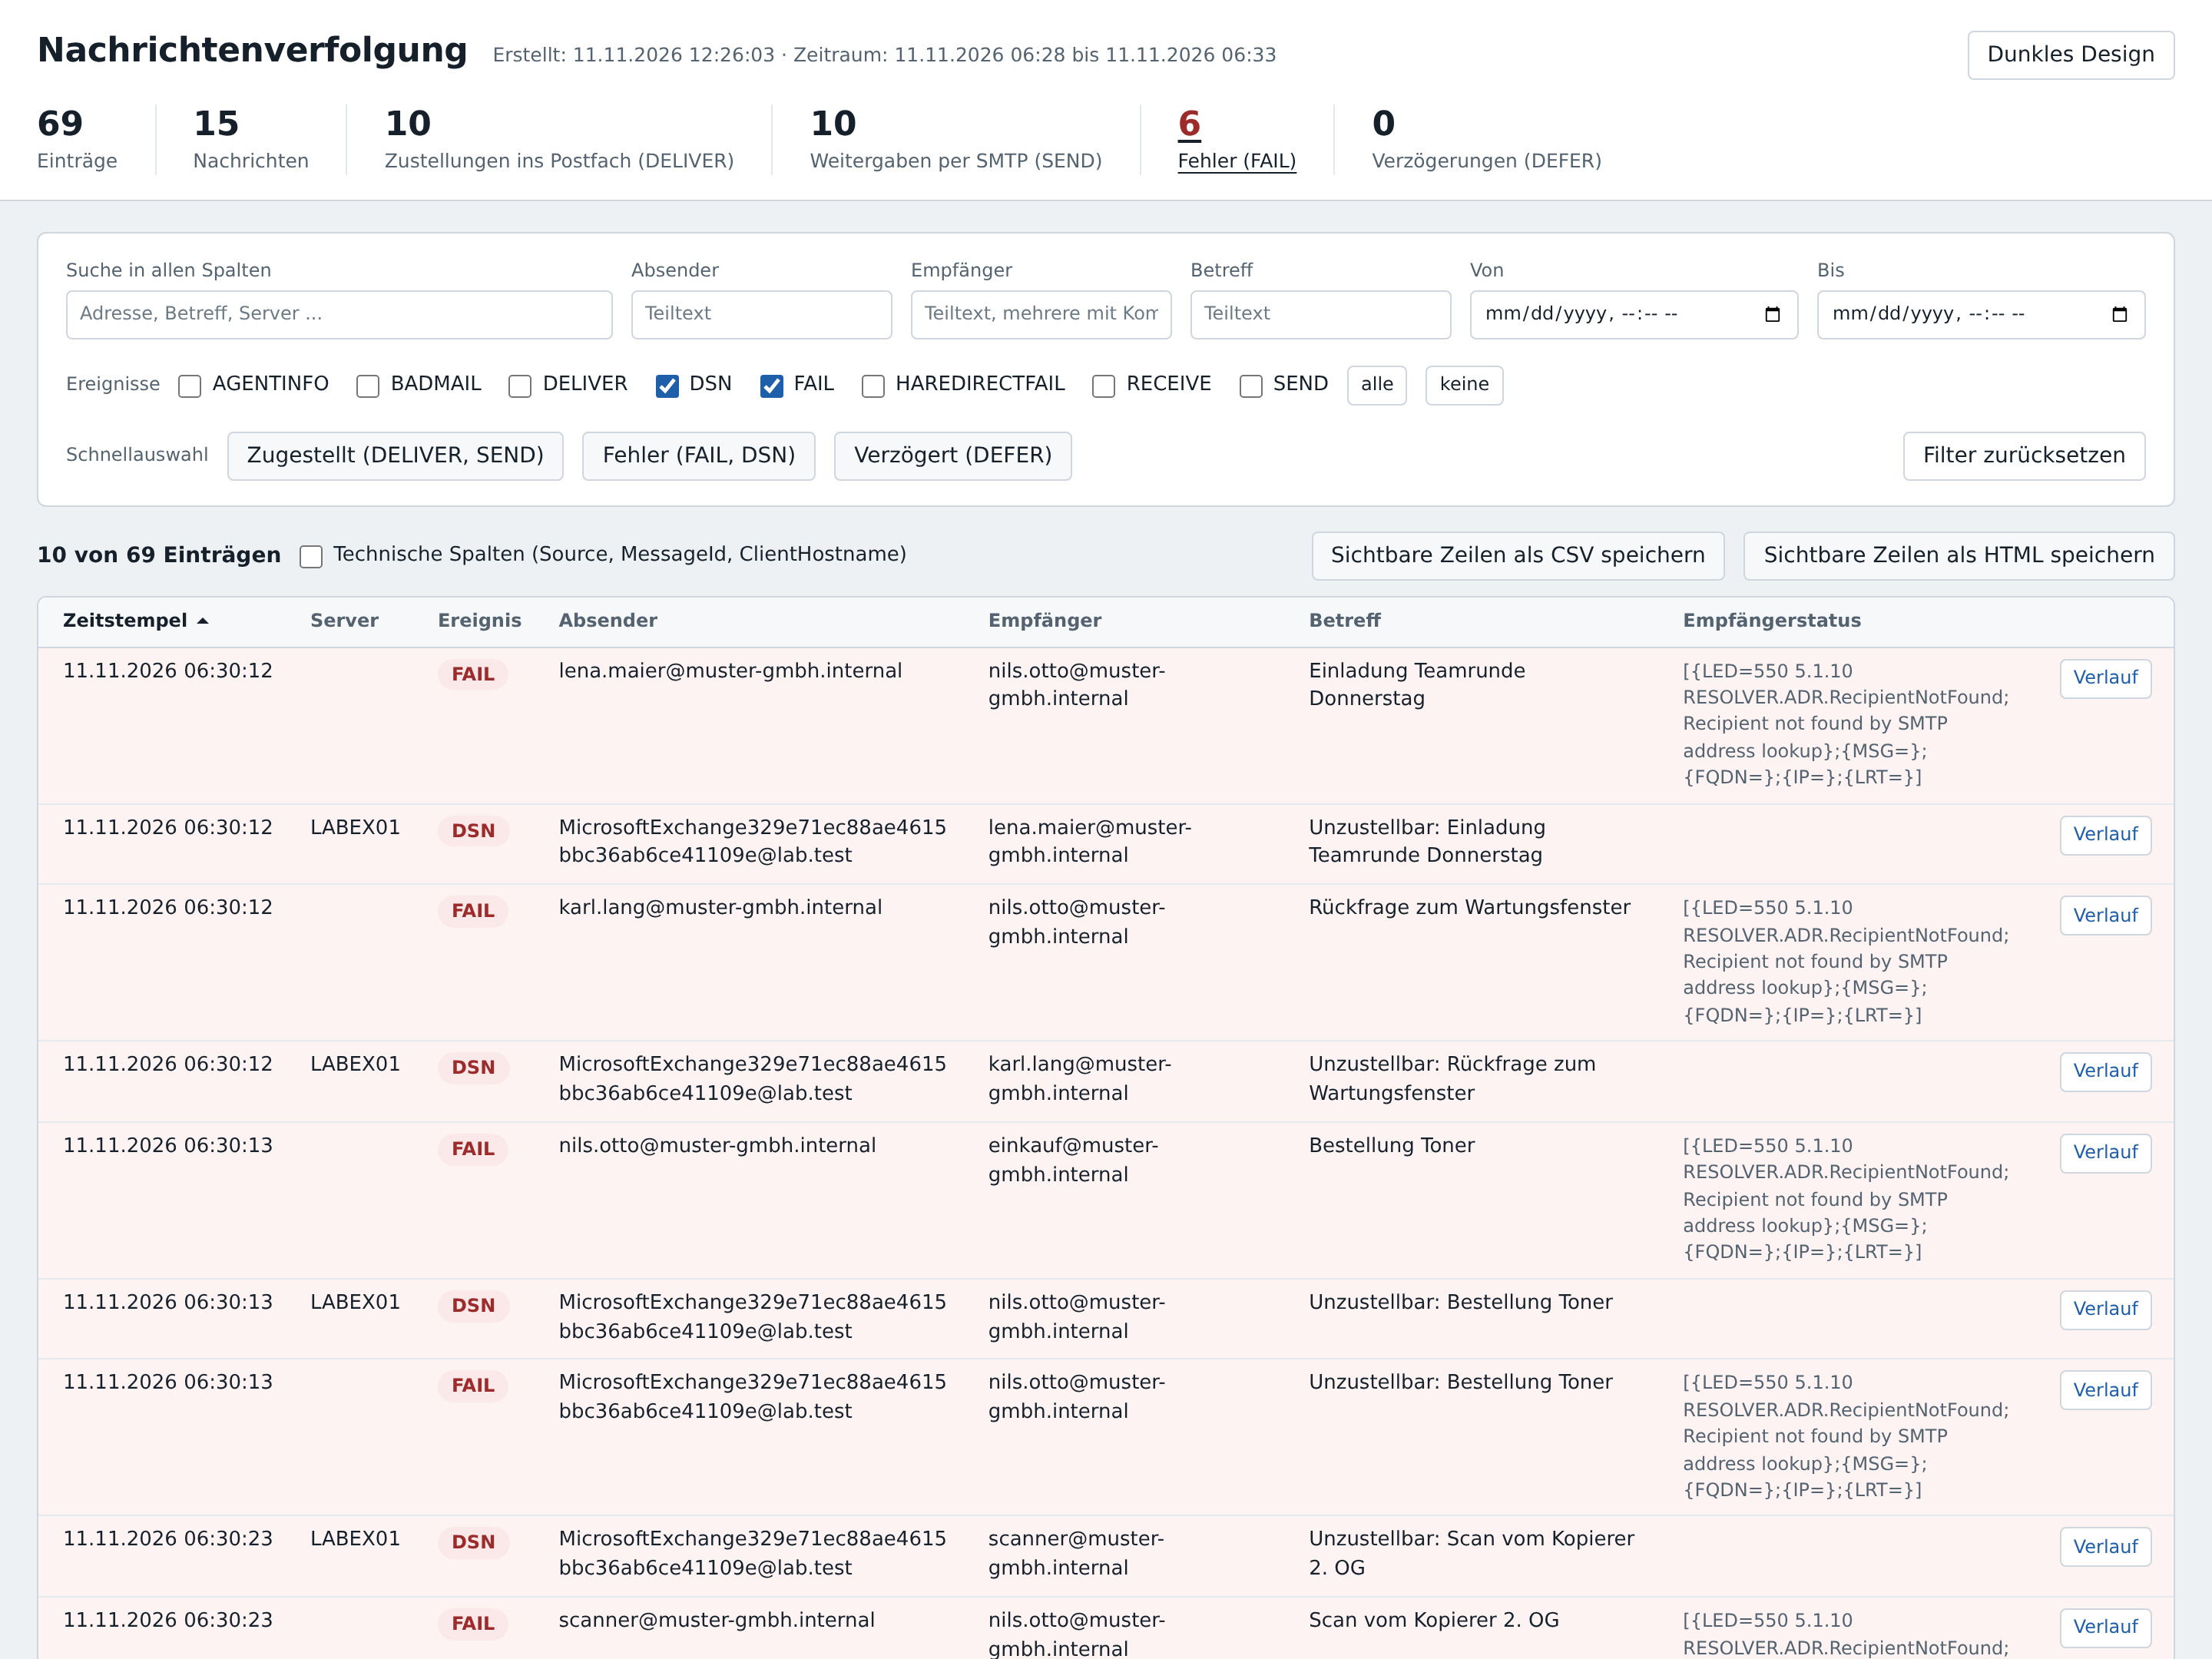 Nachrichtenverfolgung
Erstellt: 11.11.2026 12:26:03 · Zeitraum: 11.11.2026 06:28 bis 11.11.2026 06:33
Dunkles Design
69
Einträge
15
Nachrichten
10
Zustellungen ins Postfach (DELIVER)
10
Weitergaben per SMTP (SEND)
6
Fehler (FAIL)
0
Verzögerungen (DEFER)
Suche in allen Spalten
Absender
Empfänger
Betreff
Von
Bis
Adresse, Betreff, Server ...
Teiltext
Teiltext, mehrere mit Kom
Teiltext
mm/dd/yyyy, --:-- --
mm/dd/yyyy, --:-- --
Ereignisse AGENTINFO BADMAIL DELIVER DSN FAIL HAREDIRECTFAIL RECEIVE SEND alle keine
Schnellauswahl Zugestellt (DELIVER, SEND) Fehler (FAIL, DSN) Verzögert (DEFER) Filter zurücksetzen
10 von 69 Einträgen Technische Spalten (Source, MessageId, ClientHostname) Sichtbare Zeilen als CSV speichern Sichtbare Zeilen als HTML speichern
Zeitstempel Server Ereignis Absender Empfänger Betreff Empfängerstatus
11.11.2026 06:30:12 FAIL lena.maier@muster-gmbh.internal nils.otto@muster- Einladung Teamrunde [{LED=550 5.1.10 Verlauf
gmbh.internal Donnerstag RESOLVER.ADR.RecipientNotFound;
Recipient not found by SMTP
address lookup};{MSG=};
{FQDN=};{IP=};{LRT=}]
11.11.2026 06:30:12 LABEX01 DSN MicrosoftExchange329e71ec88ae4615 lena.maier@muster- Unzustellbar: Einladung Verlauf
bbc36ab6ce41109e@lab.test gmbh.internal Teamrunde Donnerstag
11.11.2026 06:30:12 FAIL karl.lang@muster-gmbh.internal nils.otto@muster- Rückfrage zum Wartungsfenster [{LED=550 5.1.10 Verlauf
gmbh.internal RESOLVER.ADR.RecipientNotFound;
Recipient not found by SMTP
address lookup};{MSG=};
{FQDN=};{IP=};{LRT=}]
11.11.2026 06:30:12 LABEX01 DSN MicrosoftExchange329e71ec88ae4615 karl.lang@muster- Unzustellbar: Rückfrage zum Verlauf
bbc36ab6ce41109e@lab.test gmbh.internal Wartungsfenster
11.11.2026 06:30:13 FAIL nils.otto@muster-gmbh.internal einkauf@muster- Bestellung Toner [{LED=550 5.1.10 Verlauf
gmbh.internal RESOLVER.ADR.RecipientNotFound;
Recipient not found by SMTP
address lookup};{MSG=};
{FQDN=};{IP=};{LRT=}]
11.11.2026 06:30:13 LABEX01 DSN MicrosoftExchange329e71ec88ae4615 nils.otto@muster- Unzustellbar: Bestellung Toner Verlauf
bbc36ab6ce41109e@lab.test gmbh.internal
11.11.2026 06:30:13 FAIL MicrosoftExchange329e71ec88ae4615 nils.otto@muster- Unzustellbar: Bestellung Toner [{LED=550 5.1.10 Verlauf
bbc36ab6ce41109e@lab.test gmbh.internal RESOLVER.ADR.RecipientNotFound;
Recipient not found by SMTP
address lookup};{MSG=};
{FQDN=};{IP=};{LRT=}]
11.11.2026 06:30:23 LABEX01 DSN MicrosoftExchange329e71ec88ae4615 scanner@muster- Unzustellbar: Scan vom Kopierer Verlauf
bbc36ab6ce41109e@lab.test gmbh.internal 2. OG
11.11.2026 06:30:23 FAIL scanner@muster-gmbh.internal nils.otto@muster- Scan vom Kopierer 2. OG [{LED=550 5.1.10 Verlauf
gmbh.internal RESOLVER.ADR.RecipientNotFound;